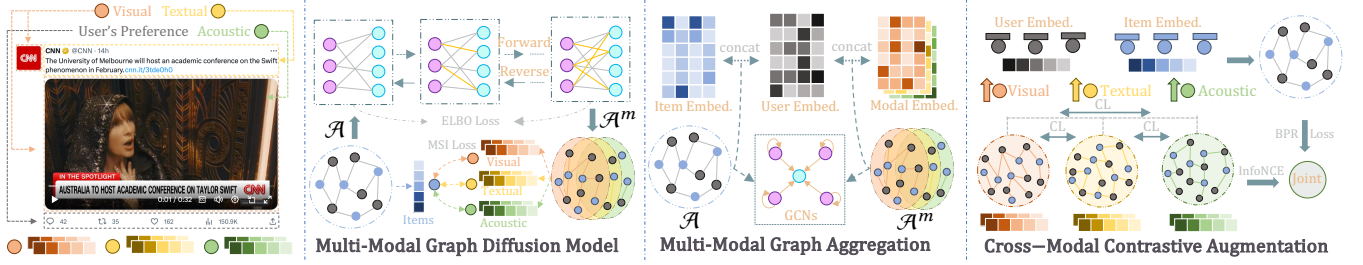 Visual
Textual
User's Preference
Acoustic
CNN
CNN @CNN · 14h
The University of Melbourne will host an academic conference on the Swift
phenomenon in February. cnn.it/3tde0h0
IN THE SPOTLIGHT
AUSTRALIA TO HOST ACADEMIC CONFERENCE ON TAYLOR SWIFT
CNN
0:01 / 0:32
42
35
162
150.9K
Forward
Reverse
ELBO Loss
𝒜
𝒜ᵐ
MSI Loss
Visual
Textual
Acoustic
Items
Multi-Modal Graph Diffusion Model
concat
concat
Item Embed.
User Embed.
Modal Embed.
GCNs
𝒜
𝒜ᵐ
Multi-Modal Graph Aggregation
User Embed.
Item Embed.
Visual
Textual
Acoustic
CL
CL
CL
BPR Loss
InfoNCE
Joint
Cross—Modal Contrastive Augmentation